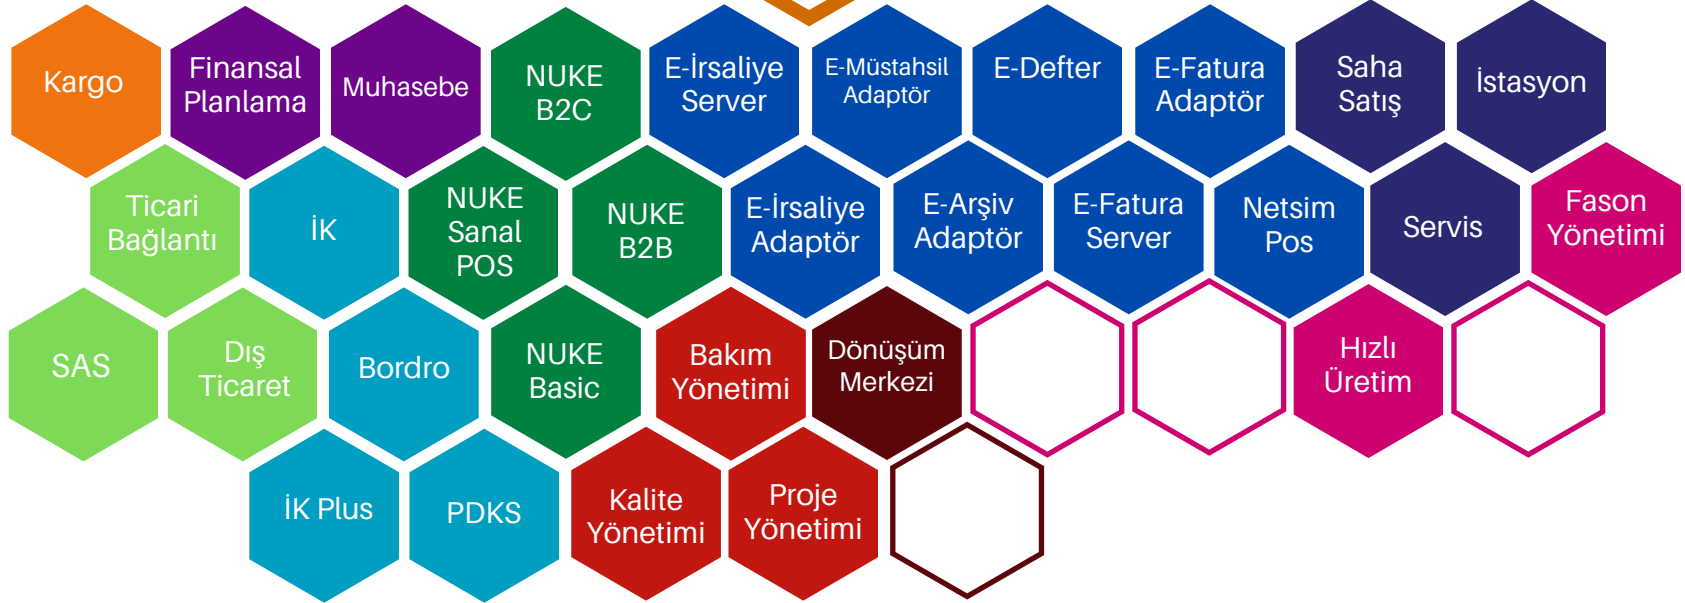 Kargo
Finansal
Planlama
Muhasebe
NUKE
B2C
E-İrsaliye
Server
E-Müstahsil
Adaptör
E-Defter
E-Fatura
Adaptör
Saha
Satış
İstasyon
Ticari
Bağlantı
İK
NUKE
Sanal
POS
NUKE
B2B
E-İrsaliye
Adaptör
E-Arşiv
Adaptör
E-Fatura
Server
Netsim
Pos
Servis
Fason
Yönetimi
SAS
Dış
Ticaret
Bordro
NUKE
Basic
Bakım
Yönetimi
Dönüşüm
Merkezi
Hızlı
Üretim
İK Plus
PDKS
Kalite
Yönetimi
Proje
Yönetimi